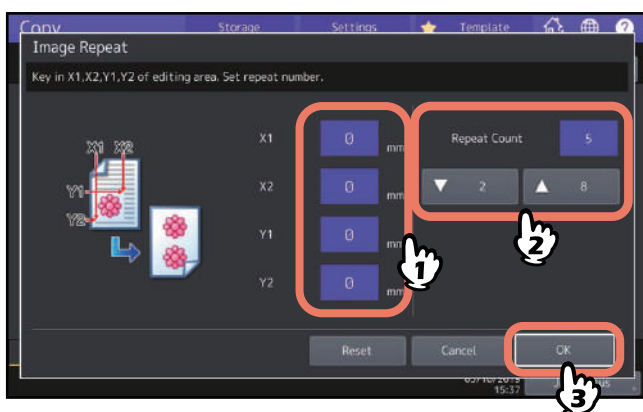 Copy Storage Settings Template ?
Image Repeat
Key in X1,X2,Y1,Y2 of editing area. Set repeat number.
X1 X2
Y1
Y2
X1 0 mm
X2 0 mm
Y1 0 mm
Y2 0 mm
Repeat Count 5
▼ 2 ▲ 8
1
2
Reset Cancel OK
15:37
3